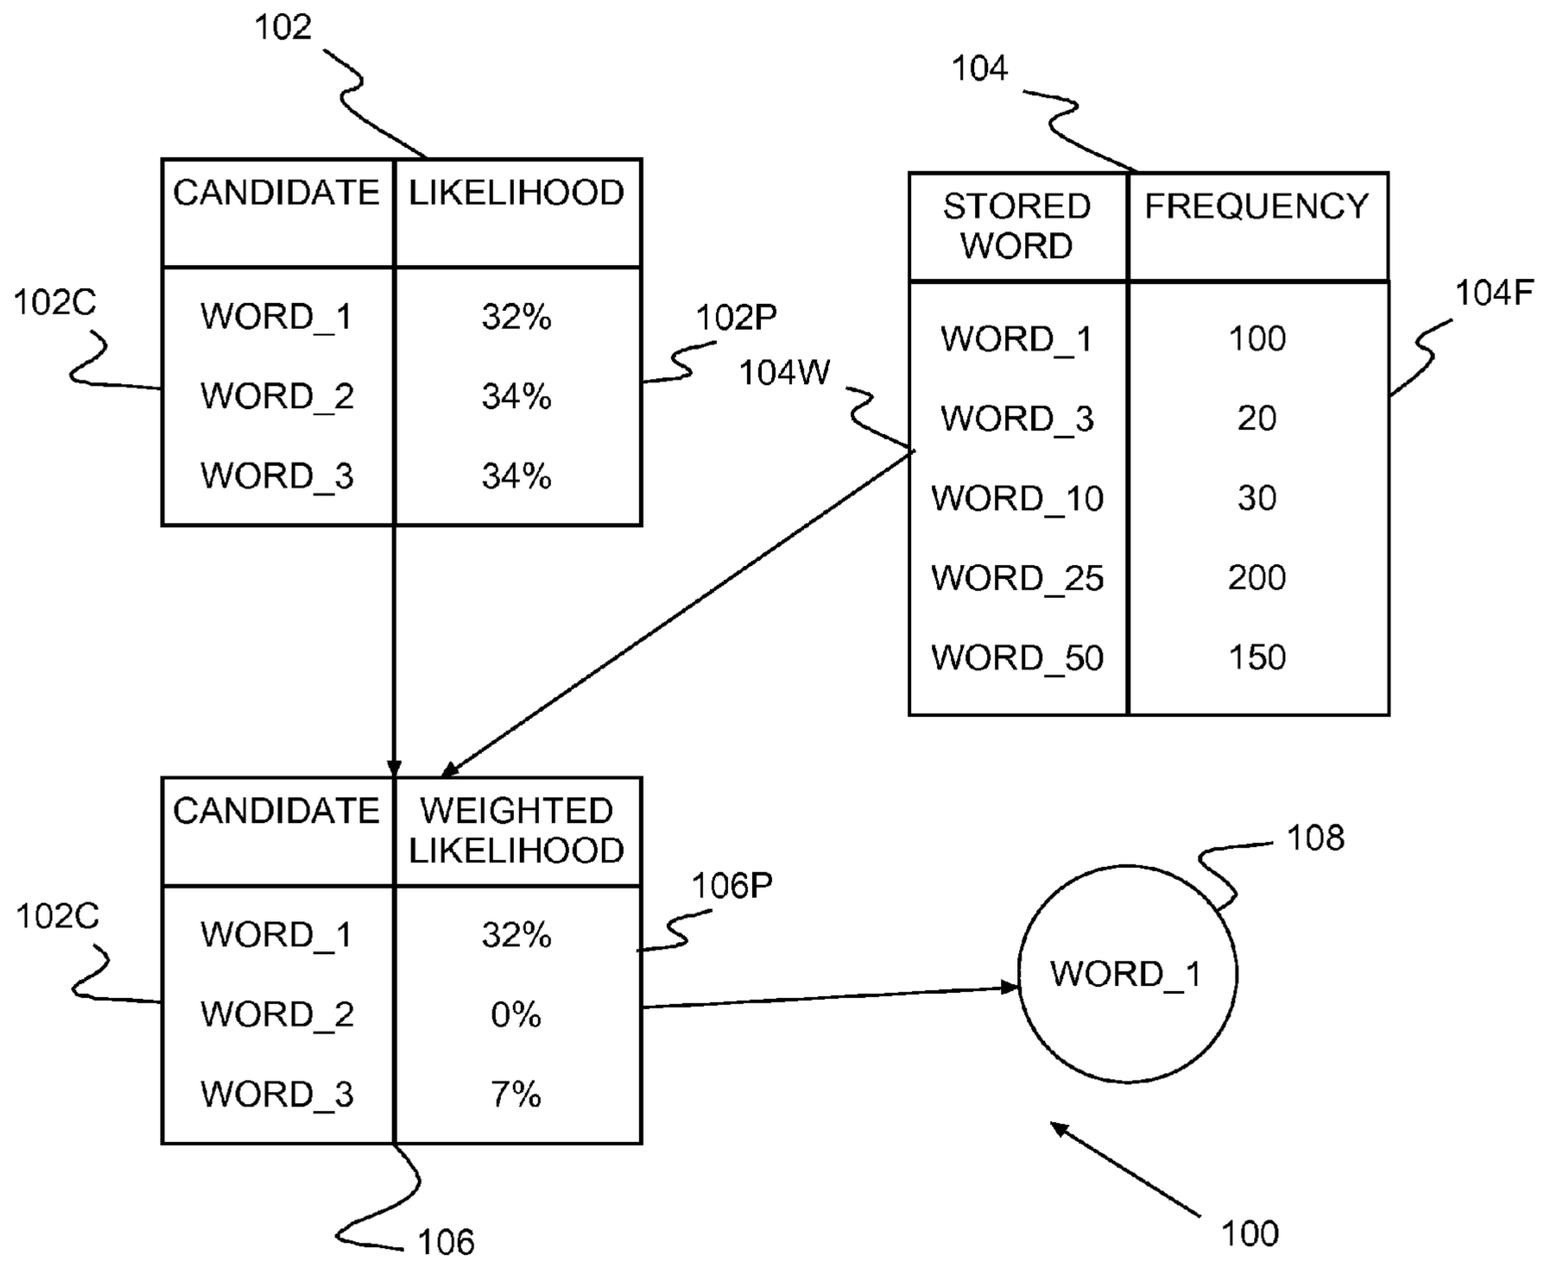 102
104
CANDIDATE LIKELIHOOD
STORED WORD FREQUENCY
102C
WORD_1 32%
102P
104F
WORD_2 34%
WORD_3 34%
104W
WORD_1 100
WORD_3 20
WORD_10 30
WORD_25 200
WORD_50 150
CANDIDATE WEIGHTED LIKELIHOOD
102C
WORD_1 32%
106P
WORD_2 0%
WORD_3 7%
108
WORD_1
106
100